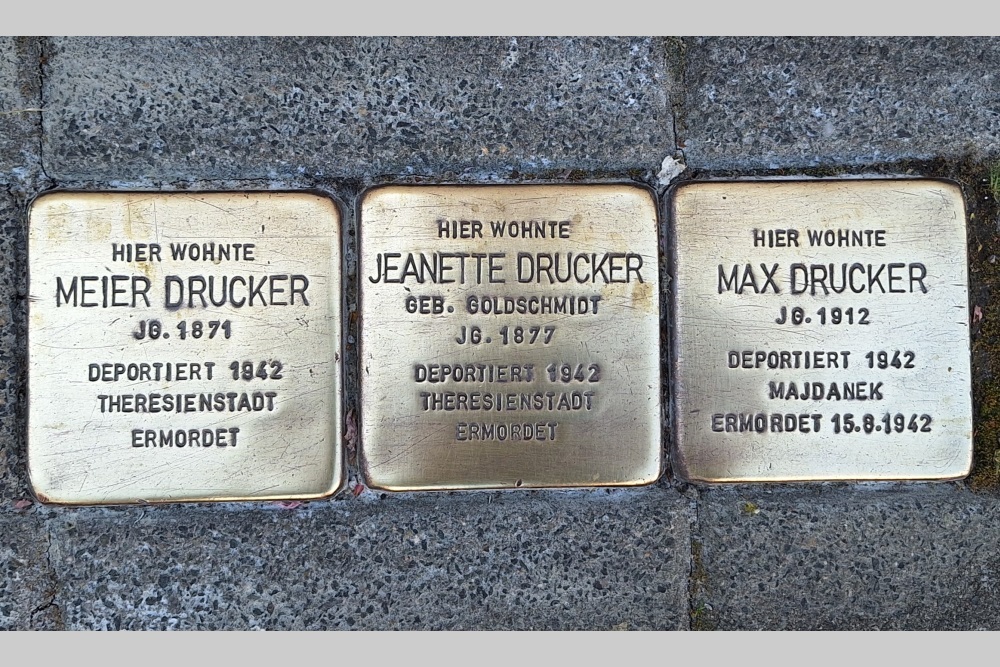 HIER WOHNTE
MEIER DRUCKER
JG. 1871
DEPORTIERT 1942
THERESIENSTADT
ERMORDET
HIER WOHNTE
JEANETTE DRUCKER
GEB. GOLDSCHMIDT
JG. 1877
DEPORTIERT 1942
THERESIENSTADT
ERMORDET
HIER WOHNTE
MAX DRUCKER
JG. 1912
DEPORTIERT 1942
MAJDANEK
ERMORDET 15.8.1942